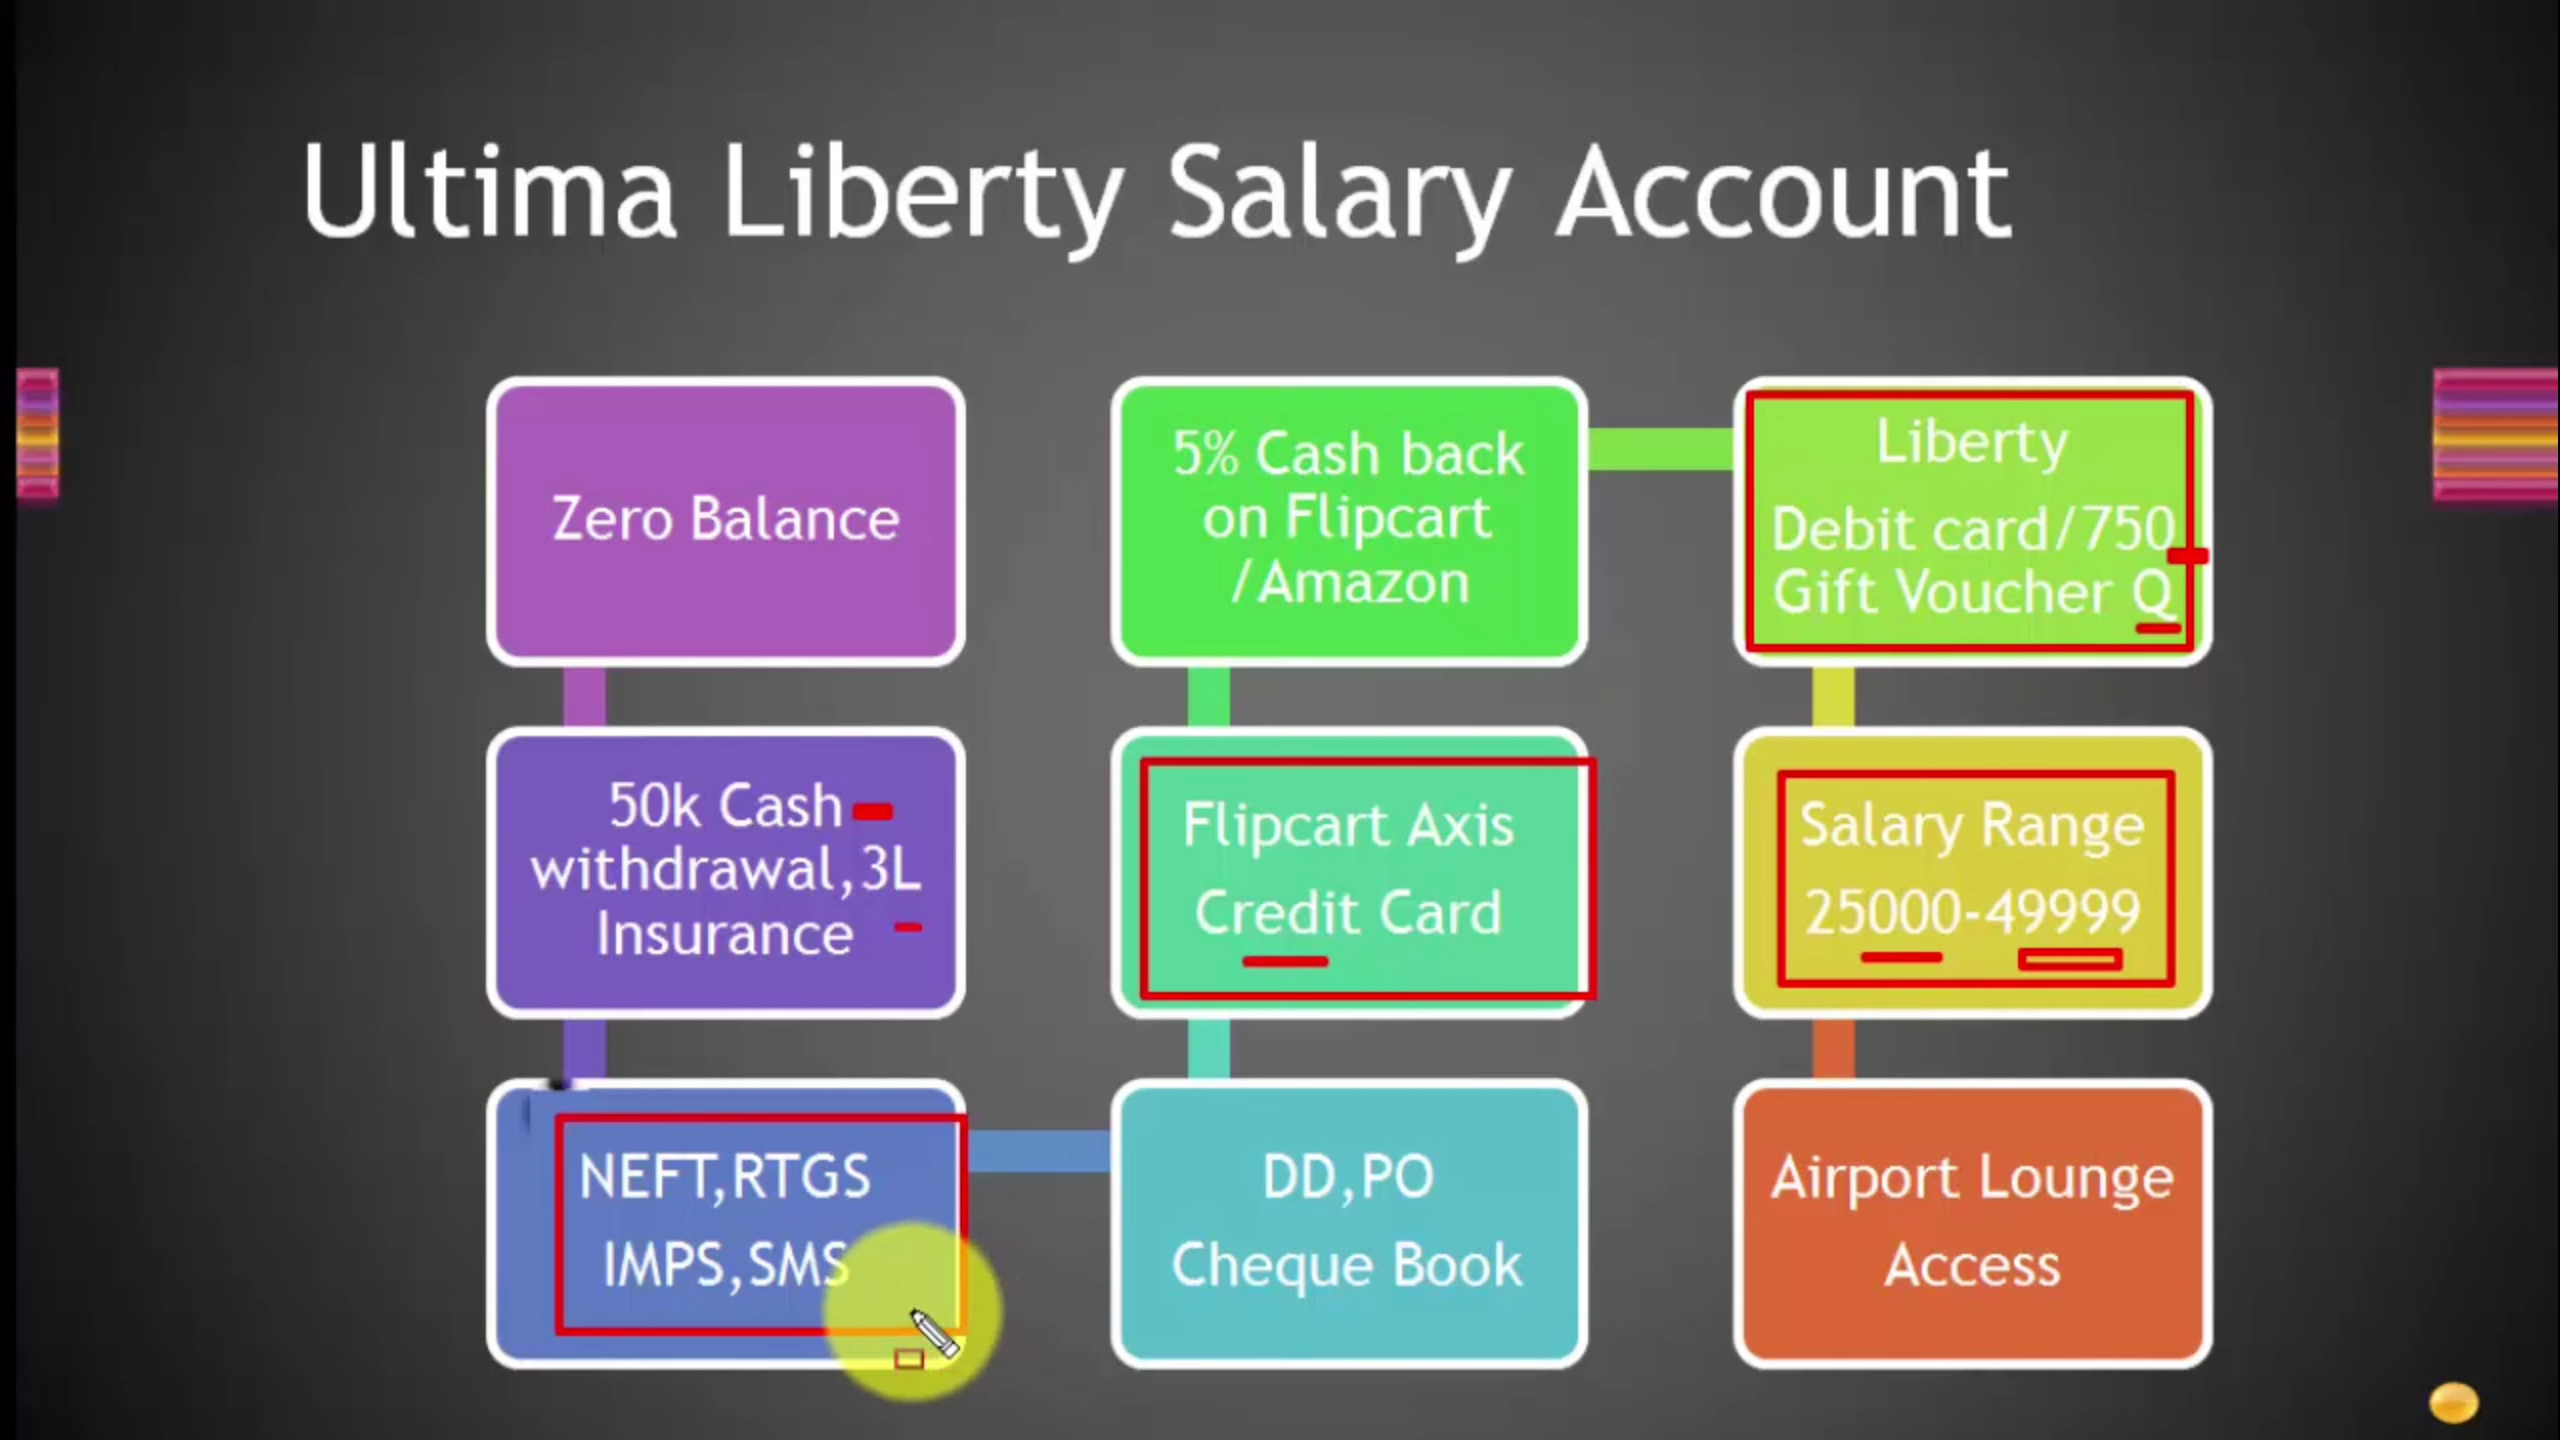 Ultima Liberty Salary Account
Zero Balance
50k Cash
withdrawal,3L
Insurance
NEFT,RTGS
IMPS,SMS
DD,PO
Cheque Book
Flipcart Axis
Credit Card
5% Cash back
on Flipcart
/Amazon
Liberty
Debit card/750
Gift Voucher Q
Salary Range
25000-49999
Airport Lounge
Access